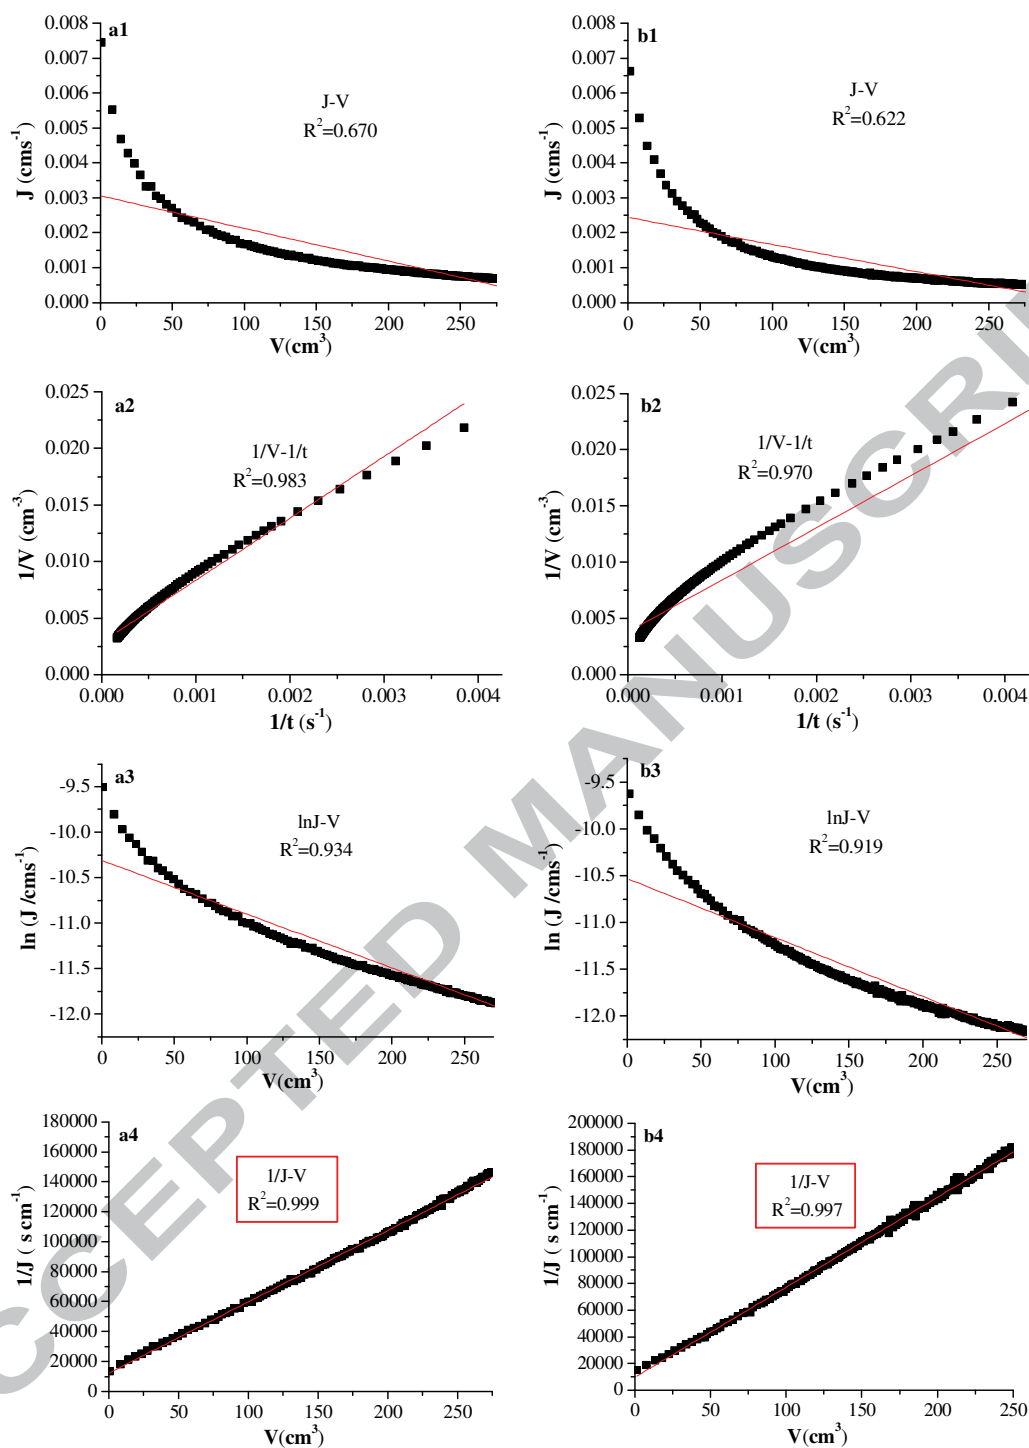 a1
J-V
R²=0.670
0.008
0.007
0.006
0.005
0.004
0.003
0.002
0.001
0.000
J (cms⁻¹)
0 50 100 150 200 250
V(cm³)
b1
J-V
R²=0.622
0.008
0.007
0.006
0.005
0.004
0.003
0.002
0.001
0.000
J (cms⁻¹)
0 50 100 150 200 250
V(cm³)
a2
1/V-1/t
R²=0.983
0.025
0.020
0.015
0.010
0.005
0.000
1/V (cm⁻³)
0.000 0.001 0.002 0.003 0.004
1/t (s⁻¹)
b2
1/V-1/t
R²=0.970
0.025
0.020
0.015
0.010
0.005
0.000
1/V (cm⁻³)
0.000 0.001 0.002 0.003 0.004
1/t (s⁻¹)
a3
lnJ-V
R²=0.934
-9.5
-10.0
-10.5
-11.0
-11.5
-12.0
ln (J /cms⁻¹)
0 50 100 150 200 250
V(cm³)
b3
lnJ-V
R²=0.919
-9.5
-10.0
-10.5
-11.0
-11.5
-12.0
ln (J /cms⁻¹)
0 50 100 150 200 250
V(cm³)
a4
1/J-V
R²=0.999
180000
160000
140000
120000
100000
80000
60000
40000
20000
0
1/J ( s cm⁻¹)
0 50 100 150 200 250
V(cm³)
b4
1/J-V
R²=0.997
200000
180000
160000
140000
120000
100000
80000
60000
40000
20000
0
1/J ( s cm⁻¹)
0 50 100 150 200 250
V(cm³)
CCEPTED MANUSCRI